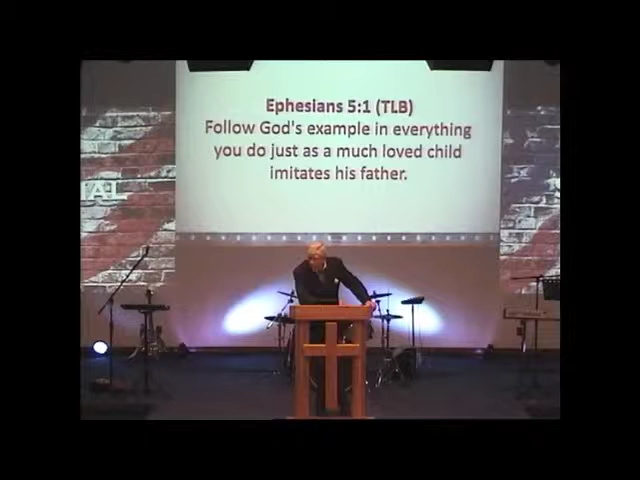 Ephesians 5:1 (TLB)
Follow God's example in everything
you do just as a much loved child
imitates his father.
IAL